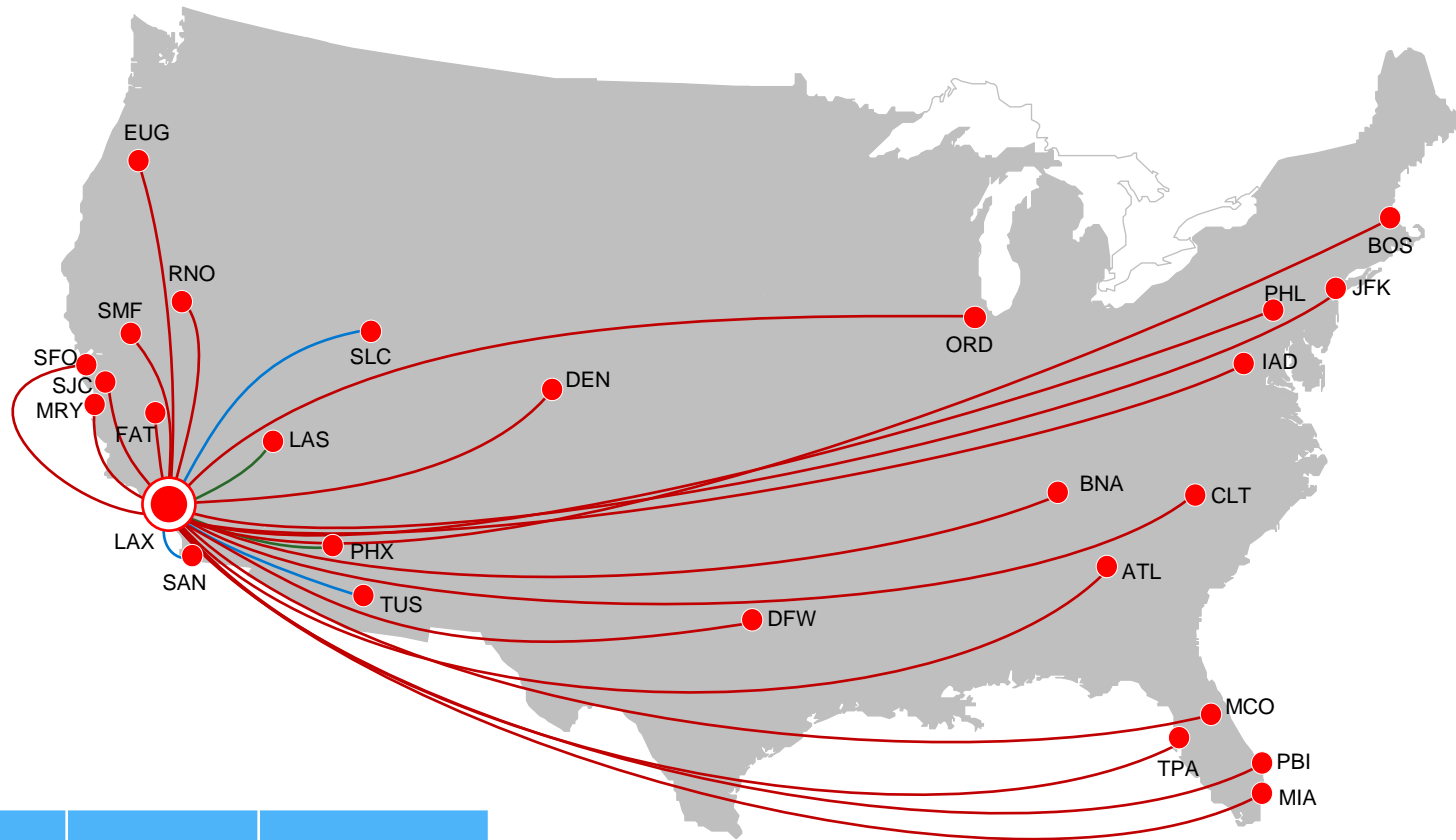 EUG
BOS
RNO
JFK
PHL
SMF
ORD
SLC
SFO
IAD
SJC
DEN
MRY
FAT
LAS
BNA
CLT
LAX
PHX
SAN
ATL
TUS
DFW
MCO
TPA
PBI
MIA